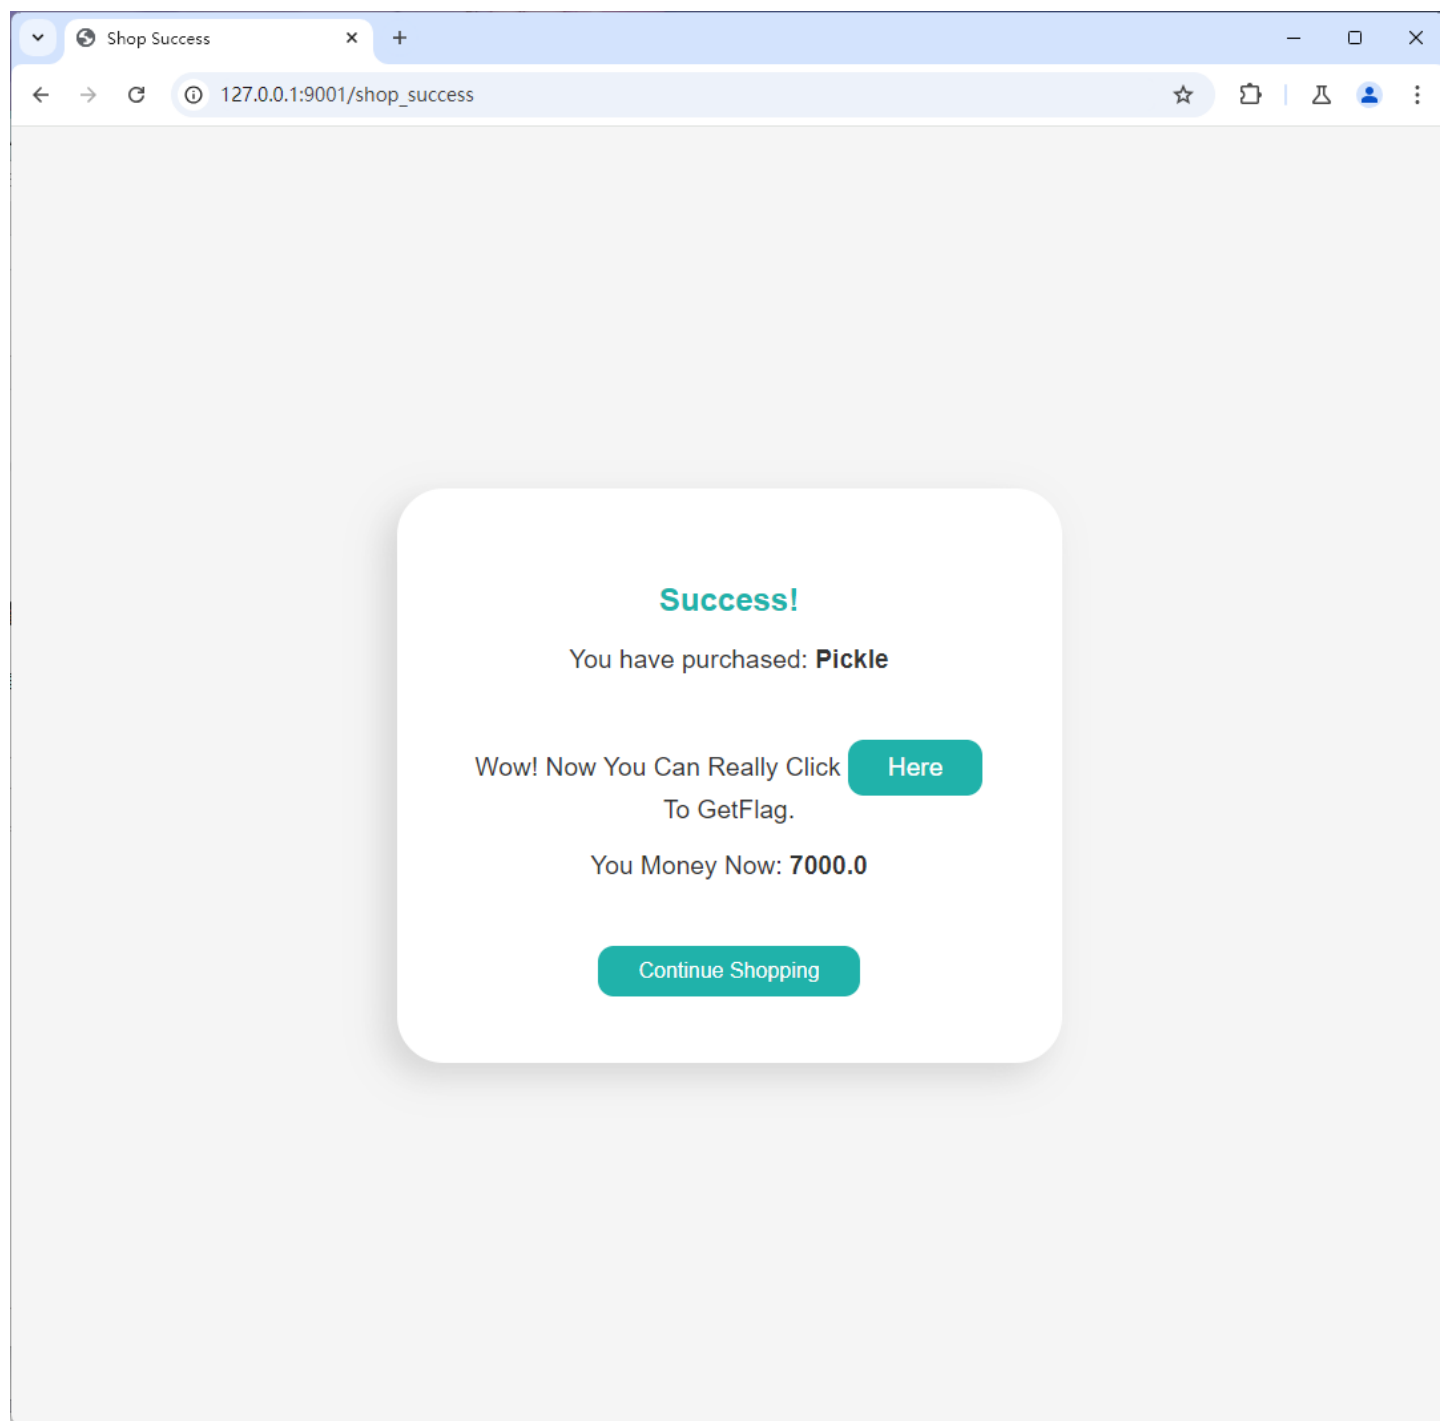 Shop Success
127.0.0.1:9001/shop_success
Success!
You have purchased: Pickle
Wow! Now You Can Really Click Here
To GetFlag.
You Money Now: 7000.0
Continue Shopping